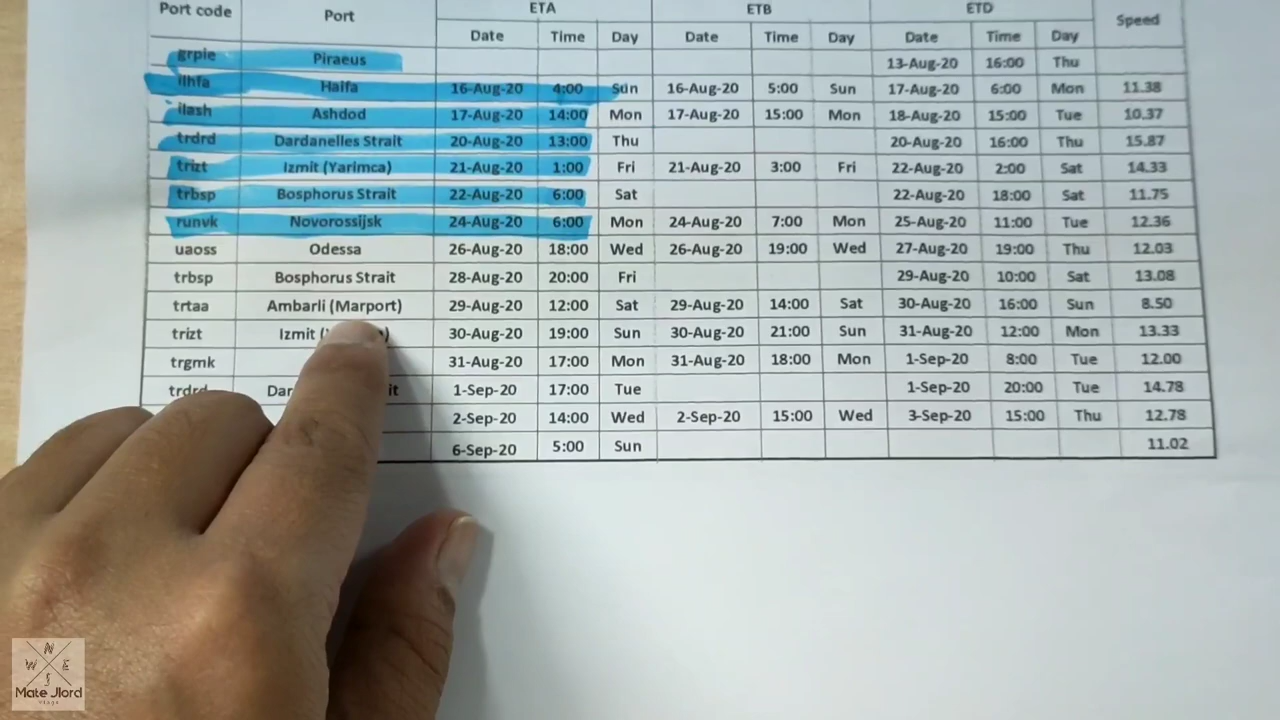 Port code Port ETA ETB ETD Speed
Date Time Day Date Time Day Date Time Day
grpie Piraeus 13-Aug-20 16:00 Thu
ilhfa Haifa 16-Aug-20 4:00 Sun 16-Aug-20 5:00 Sun 17-Aug-20 6:00 Mon 11.38
ilash Ashdod 17-Aug-20 14:00 Mon 17-Aug-20 15:00 Mon 18-Aug-20 15:00 Tue 10.37
trdrd Dardanelles Strait 20-Aug-20 13:00 Thu 20-Aug-20 16:00 Thu 15.87
trizt Izmit (Yarimca) 21-Aug-20 1:00 Fri 21-Aug-20 3:00 Fri 22-Aug-20 2:00 Sat 14.33
trbsp Bosphorus Strait 22-Aug-20 6:00 Sat 22-Aug-20 18:00 Sat 11.75
runvk Novorossijsk 24-Aug-20 6:00 Mon 24-Aug-20 7:00 Mon 25-Aug-20 11:00 Tue 12.36
uaoss Odessa 26-Aug-20 18:00 Wed 26-Aug-20 19:00 Wed 27-Aug-20 19:00 Thu 12.03
trbsp Bosphorus Strait 28-Aug-20 20:00 Fri 29-Aug-20 10:00 Sat 13.08
trtaa Ambarli (Marport) 29-Aug-20 12:00 Sat 29-Aug-20 14:00 Sat 30-Aug-20 16:00 Sun 8.50
trizt Izmit 30-Aug-20 19:00 Sun 30-Aug-20 21:00 Sun 31-Aug-20 12:00 Mon 13.33
trgmk 31-Aug-20 17:00 Mon 31-Aug-20 18:00 Mon 1-Sep-20 8:00 Tue 12.00
trdrd 1-Sep-20 17:00 Tue 1-Sep-20 20:00 Tue 14.78
2-Sep-20 14:00 Wed 2-Sep-20 15:00 Wed 3-Sep-20 15:00 Thu 12.78
6-Sep-20 5:00 Sun 11.02
N
W E
S
Mate Jlord